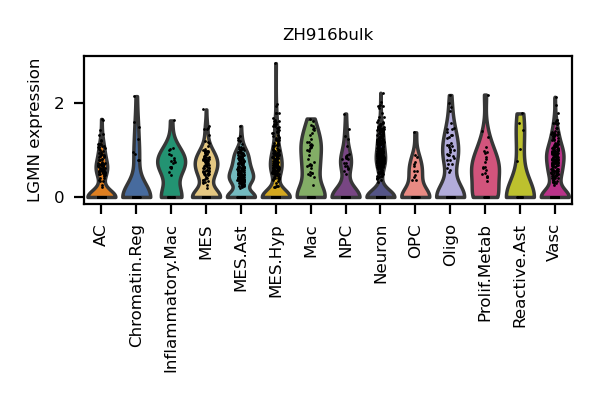 ZH916bulk
LGMN expression
2
0
AC
Chromatin.Reg
Inflammatory.Mac
MES
MES.Ast
MES.Hyp
Mac
NPC
Neuron
OPC
Oligo
Prolif.Metab
Reactive.Ast
Vasc